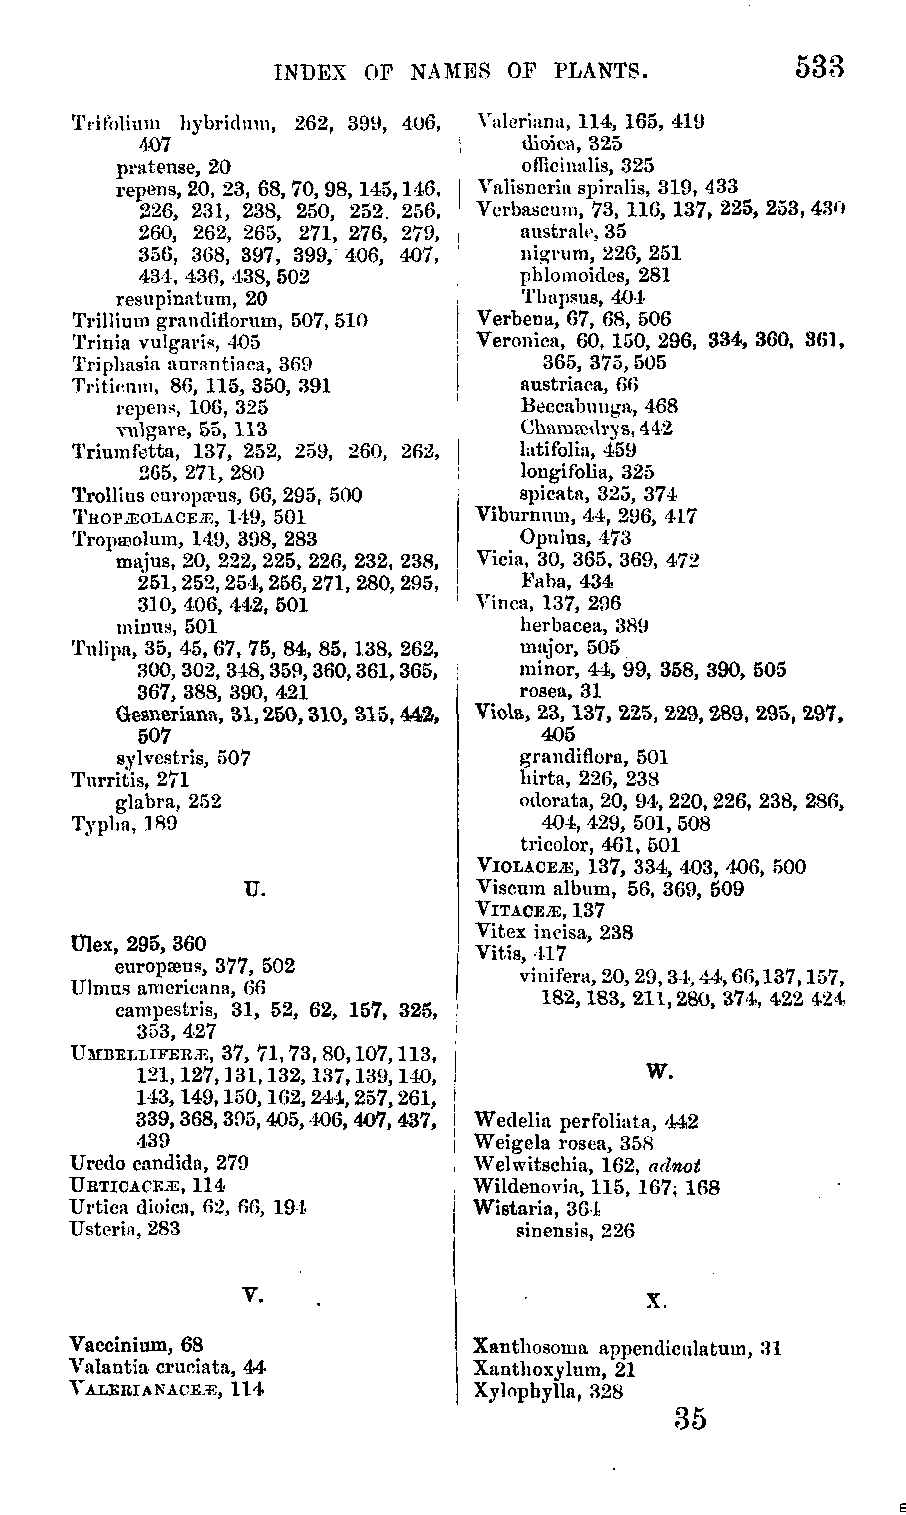 INDEX OF NAMES OF PLANTS. 533
Trifolium hybridum, 262, 399, 406,
407
pratense, 20
repens, 20, 23, 68, 70, 98, 145, 146,
226, 231, 238, 250, 252. 256,
260, 262, 265, 271, 276, 279,
356, 368, 397, 399, 406, 407,
434, 436, 438, 502
resupinatum, 20
Trillium grandiflorum, 507, 510
Trinia vulgaris, 405
Triphasia aurantiaca, 369
Triticum, 86, 115, 350, 391
repens, 106, 325
vulgare, 55, 113
Triumfetta, 137, 252, 259, 260, 262,
265, 271, 280
Trollius europæus, 66, 295, 500
TROPÆOLACEÆ, 149, 501
Tropæolum, 149, 398, 283
majus, 20, 222, 225, 226, 232, 238,
251, 252, 254, 256, 271, 280, 295,
310, 406, 442, 501
minus, 501
Tulipa, 35, 45, 67, 75, 84, 85, 138, 262,
300, 302, 348, 359, 360, 361, 365,
367, 388, 390, 421
Gesneriana, 31, 250, 310, 315, 442,
507
sylvestris, 507
Turritis, 271
glabra, 252
Typha, 189
U.
Ulex, 295, 360
europæus, 377, 502
Ulmus americana, 66
campestris, 31, 52, 62, 157, 325,
353, 427
UMBELLIFERÆ, 37, 71, 73, 80, 107, 113,
121, 127, 131, 132, 137, 139, 140,
143, 149, 150, 162, 244, 257, 261,
339, 368, 395, 405, 406, 407, 437,
439
Uredo candida, 279
URTICACEÆ, 114
Urtica dioica, 62, 66, 194
Usteria, 283
V.
Vaccinium, 68
Valantia cruciata, 44
VALERIANACEÆ, 114
Valeriana, 114, 165, 419
dioica, 325
officinalis, 325
Valisneria spiralis, 319, 433
Verbascum, 73, 116, 137, 225, 253, 430
australe, 35
nigrum, 226, 251
phlomoides, 281
Thapsus, 404
Verbena, 67, 68, 506
Veronica, 60, 150, 296, 334, 360, 361,
365, 375, 505
austriaca, 66
Beccabunga, 468
Chamædrys, 442
latifolia, 459
longifolia, 325
spicata, 325, 374
Viburnum, 44, 296, 417
Opulus, 473
Vicia, 30, 365, 369, 472
Faba, 434
Vinca, 137, 296
herbacea, 389
major, 505
minor, 44, 99, 358, 390, 505
rosea, 31
Viola, 23, 137, 225, 229, 289, 295, 297,
405
grandiflora, 501
hirta, 226, 238
odorata, 20, 94, 220, 226, 238, 286,
404, 429, 501, 508
tricolor, 461, 501
VIOLACEÆ, 137, 334, 403, 406, 500
Viscum album, 56, 369, 509
VITACEÆ, 137
Vitex incisa, 238
Vitis, 417
vinifera, 20, 29, 34, 44, 66, 137, 157,
182, 183, 211, 280, 374, 422 424
W.
Wedelia perfoliata, 442
Weigela rosea, 358
Welwitschia, 162, adnot
Wildenovia, 115, 167; 168
Wistaria, 364
sinensis, 226
X.
Xanthosoma appendiculatum, 31
Xanthoxylum, 21
Xylophylla, 328
35